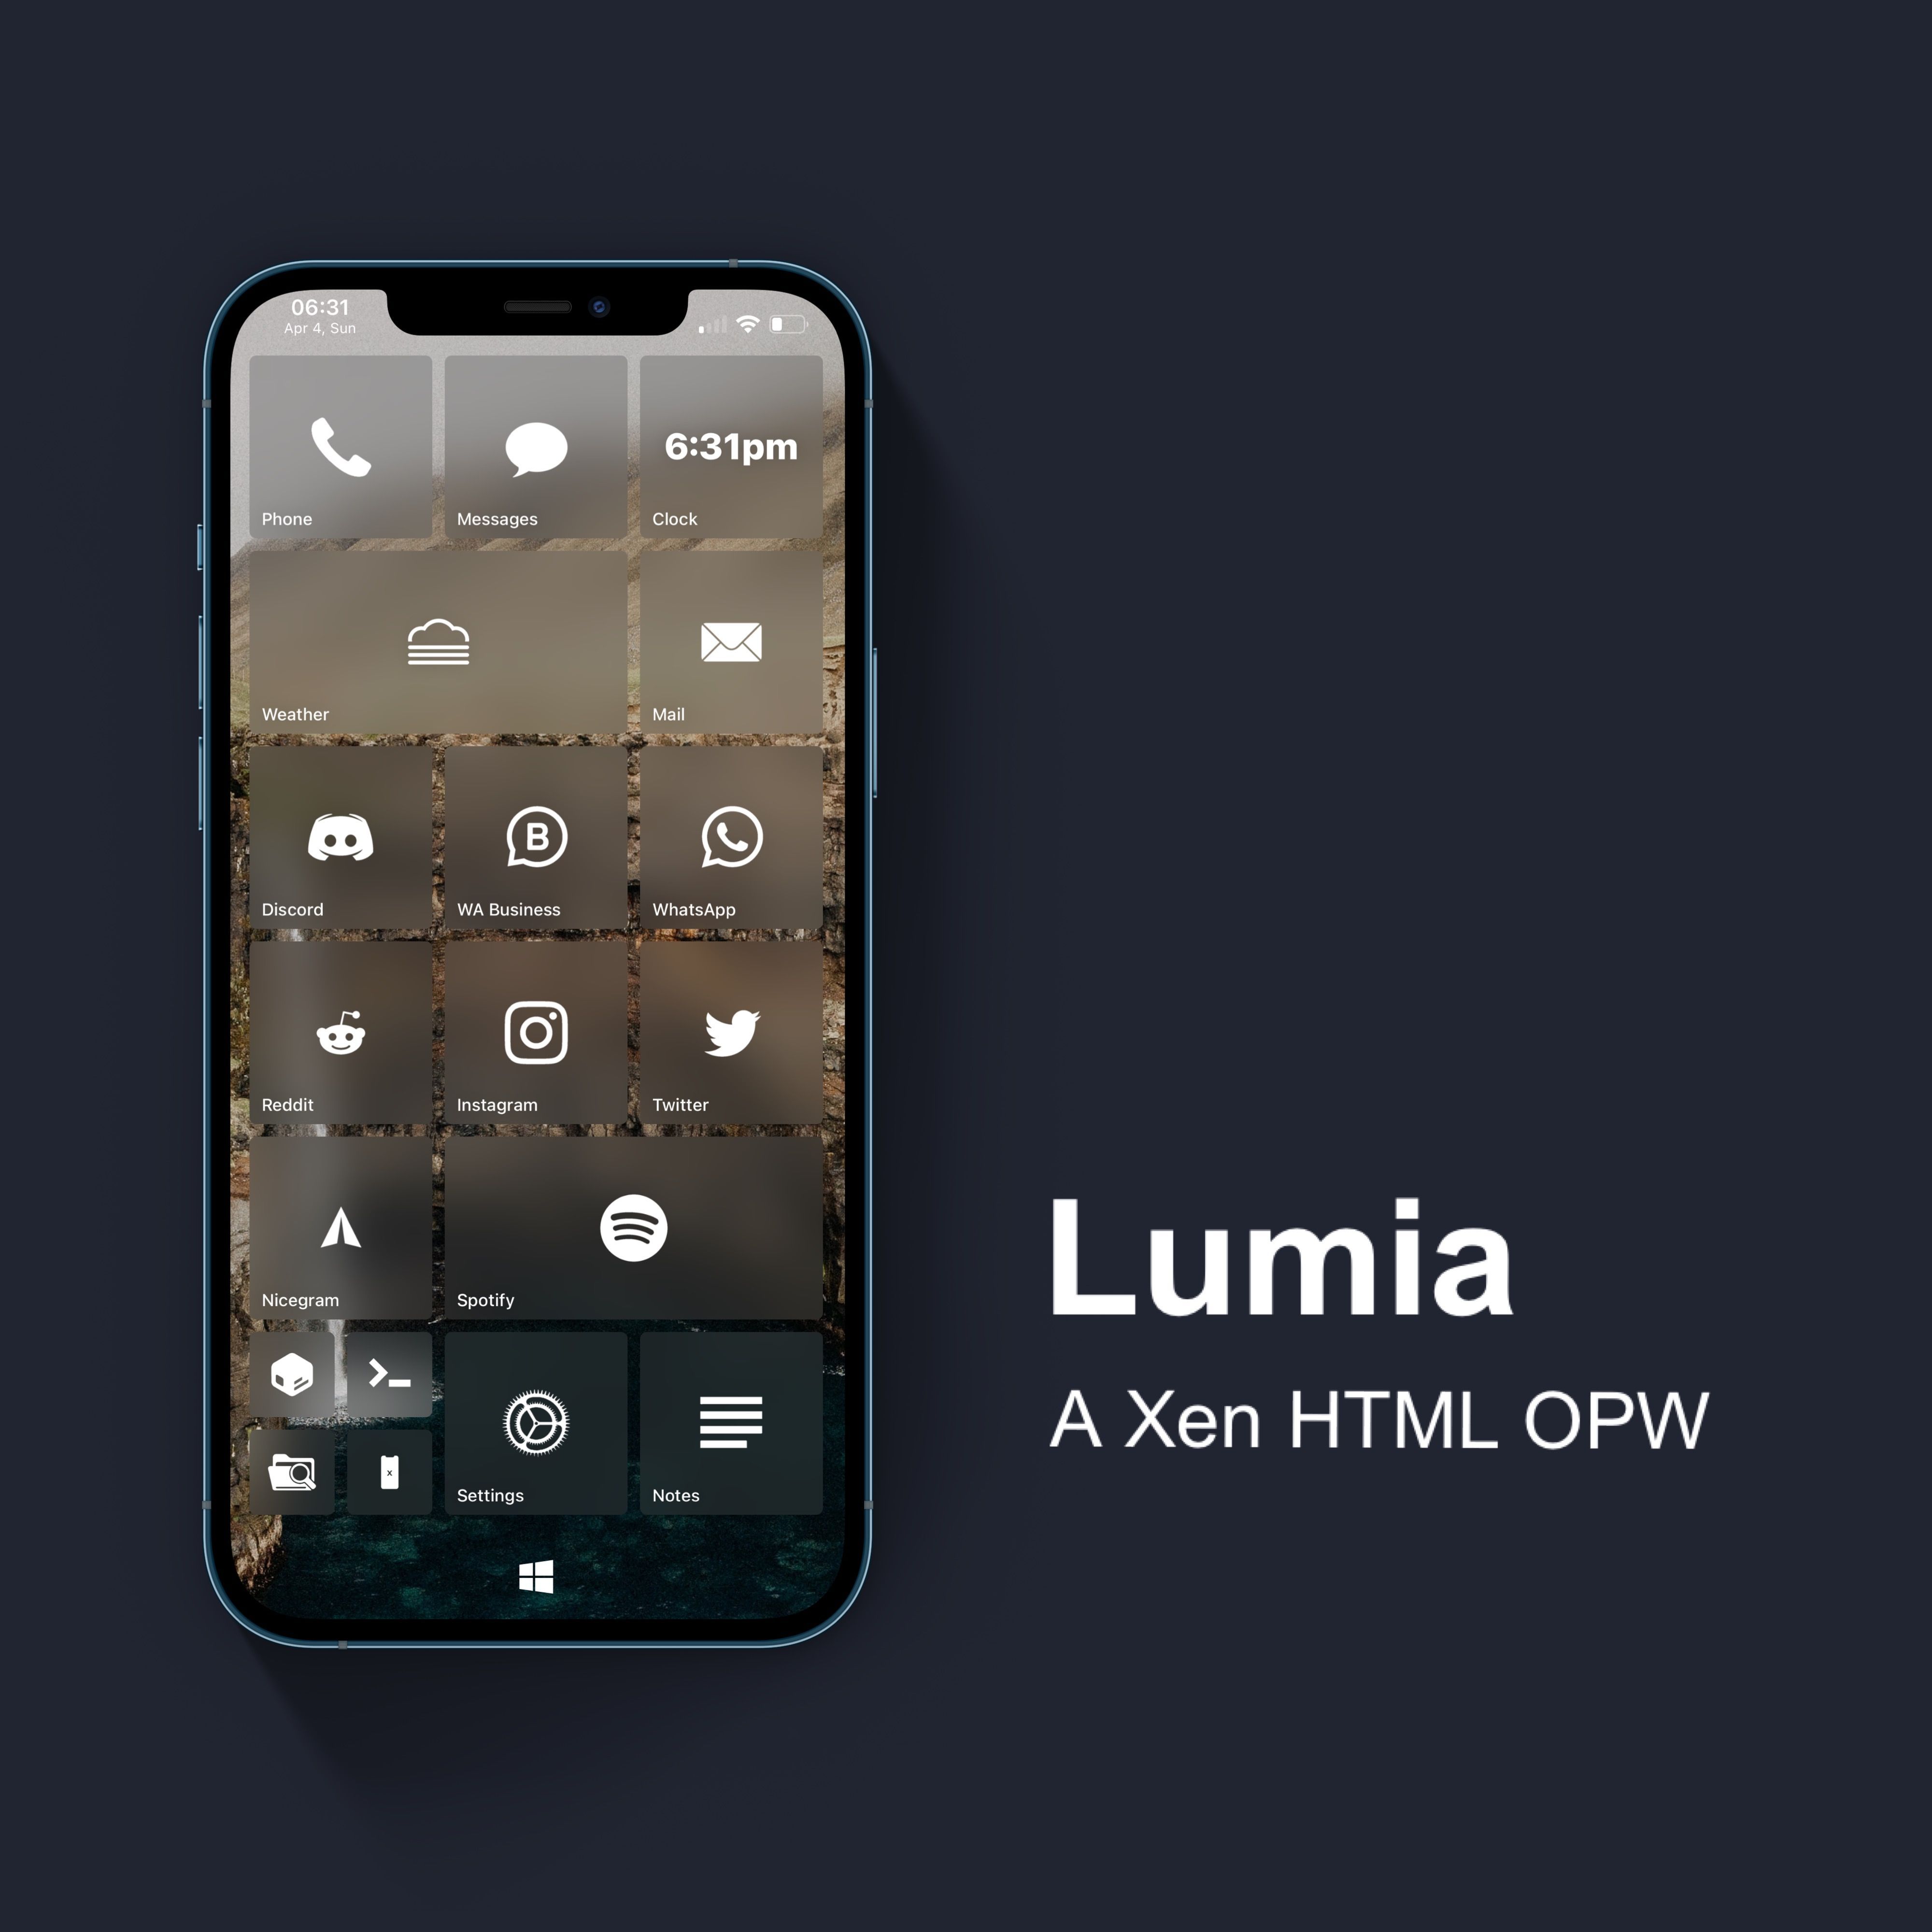 06:31
Apr 4, Sun
6:31pm
Phone
Messages
Clock
Weather
Mail
B
Discord
WA Business
WhatsApp
Reddit
Instagram
Twitter
Nicegram
Spotify
x
Settings
Notes
Lumia
A Xen HTML OPW